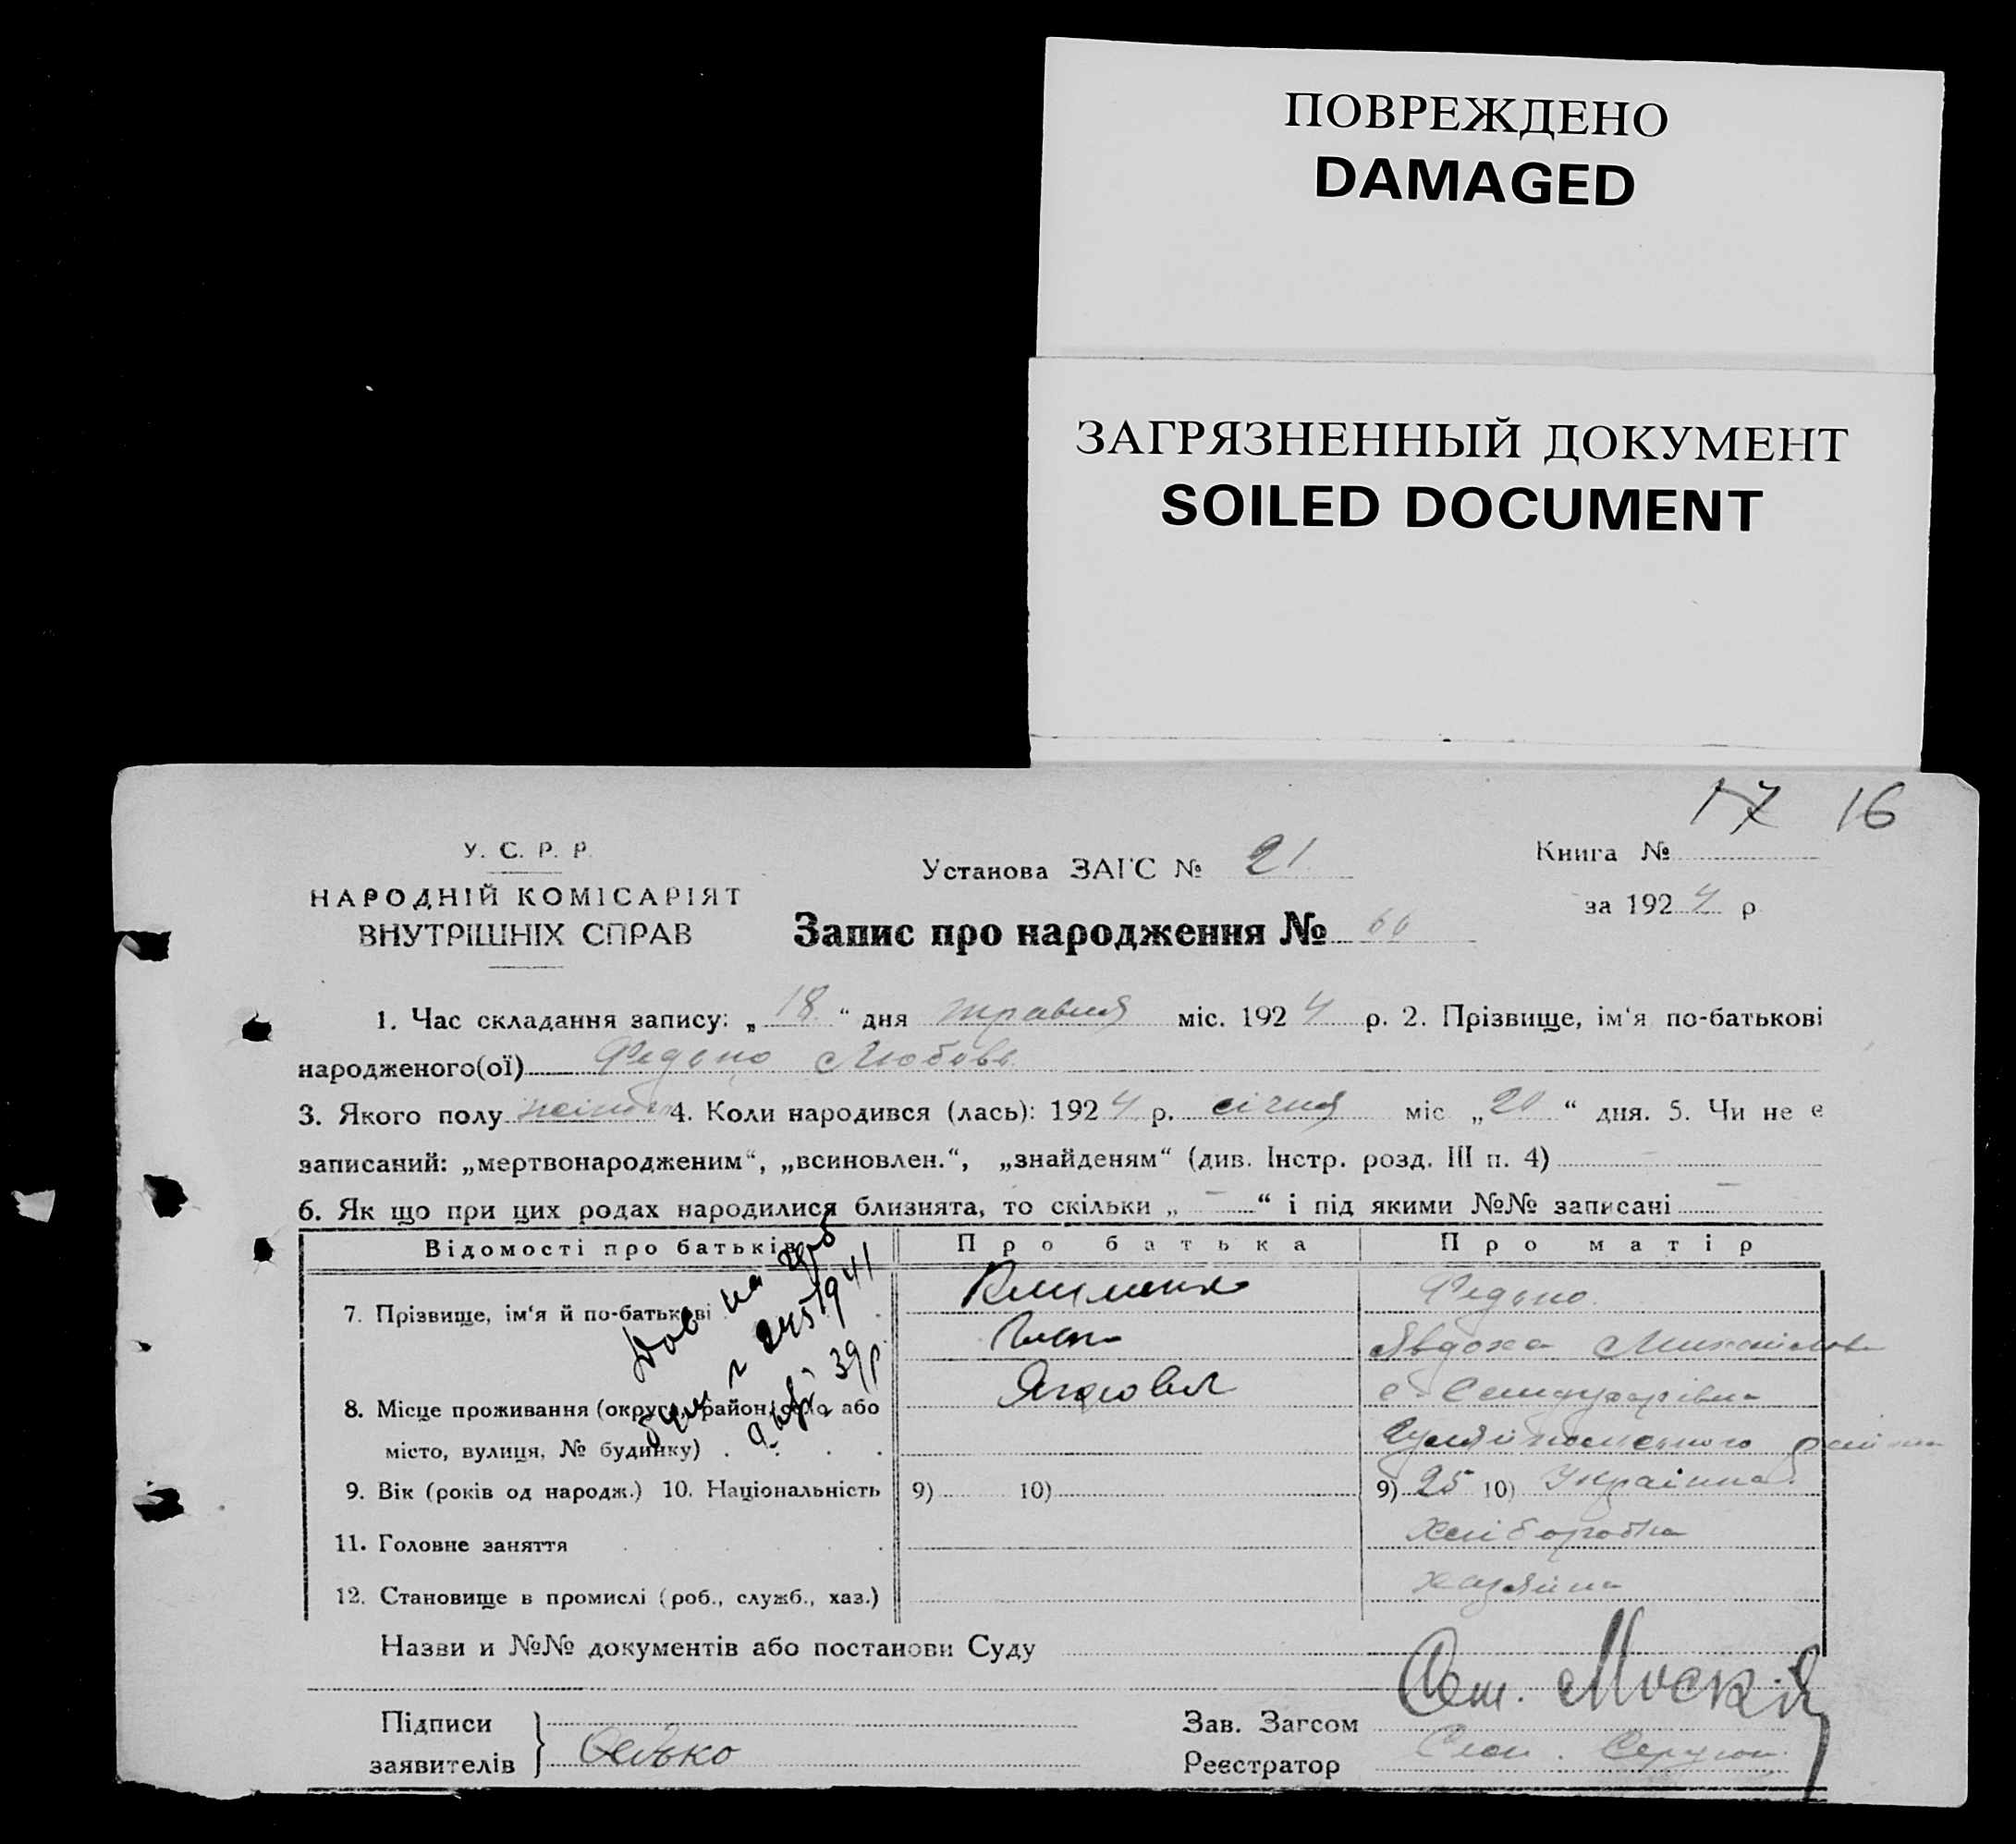 ПОВРЕЖДЕНО
DAMAGED
ЗАГРЯЗНЕННЫЙ ДОКУМЕНТ
SOILED DOCUMENT
17 16
У. С. Р. Р.
НАРОДНІЙ КОМІСАРІЯТ
ВНУТРІШНІХ СПРАВ
Установа ЗАГС № 21
Книга №
за 1924 р
Запис про народження № 60
1. Час складання запису: „ 18 “ дня травня міс. 1924 р. 2. Прізвище, ім‘я по-батькові
народженого(ої) Федько Любовь
3. Якого полу 4. Коли народився (лась): 1924 р. січня міс „ 20 “ дня. 5. Чи не є
записаний: „мертвонародженим“, „всиновлен.“, „знайденям“ (див. Інстр. розд. III п. 4) –
6. Як що при цих родах народилися близнята, то скільки „ – “ і під якими №№ записані –
Відомості про батьків Про батька Про матір
7. Прізвище, ім‘я й по-батькові Клименко Федько
Явдоха Михайлов
8. Місце проживання (округа, район, село або Яковл с.
місто, вулиця, № будинку) Гуляйпольского
9. Вік (років од народж.) 10. Національність 9) 10) 9) 25 10) Українка
11. Головне заняття хліборобка
12. Становище в промислі (роб., служб., хаз.) хазяйка
Назви и №№ документів або постанови Суду
Підписи
заявителів
Зав. Загсом
Реєстратор